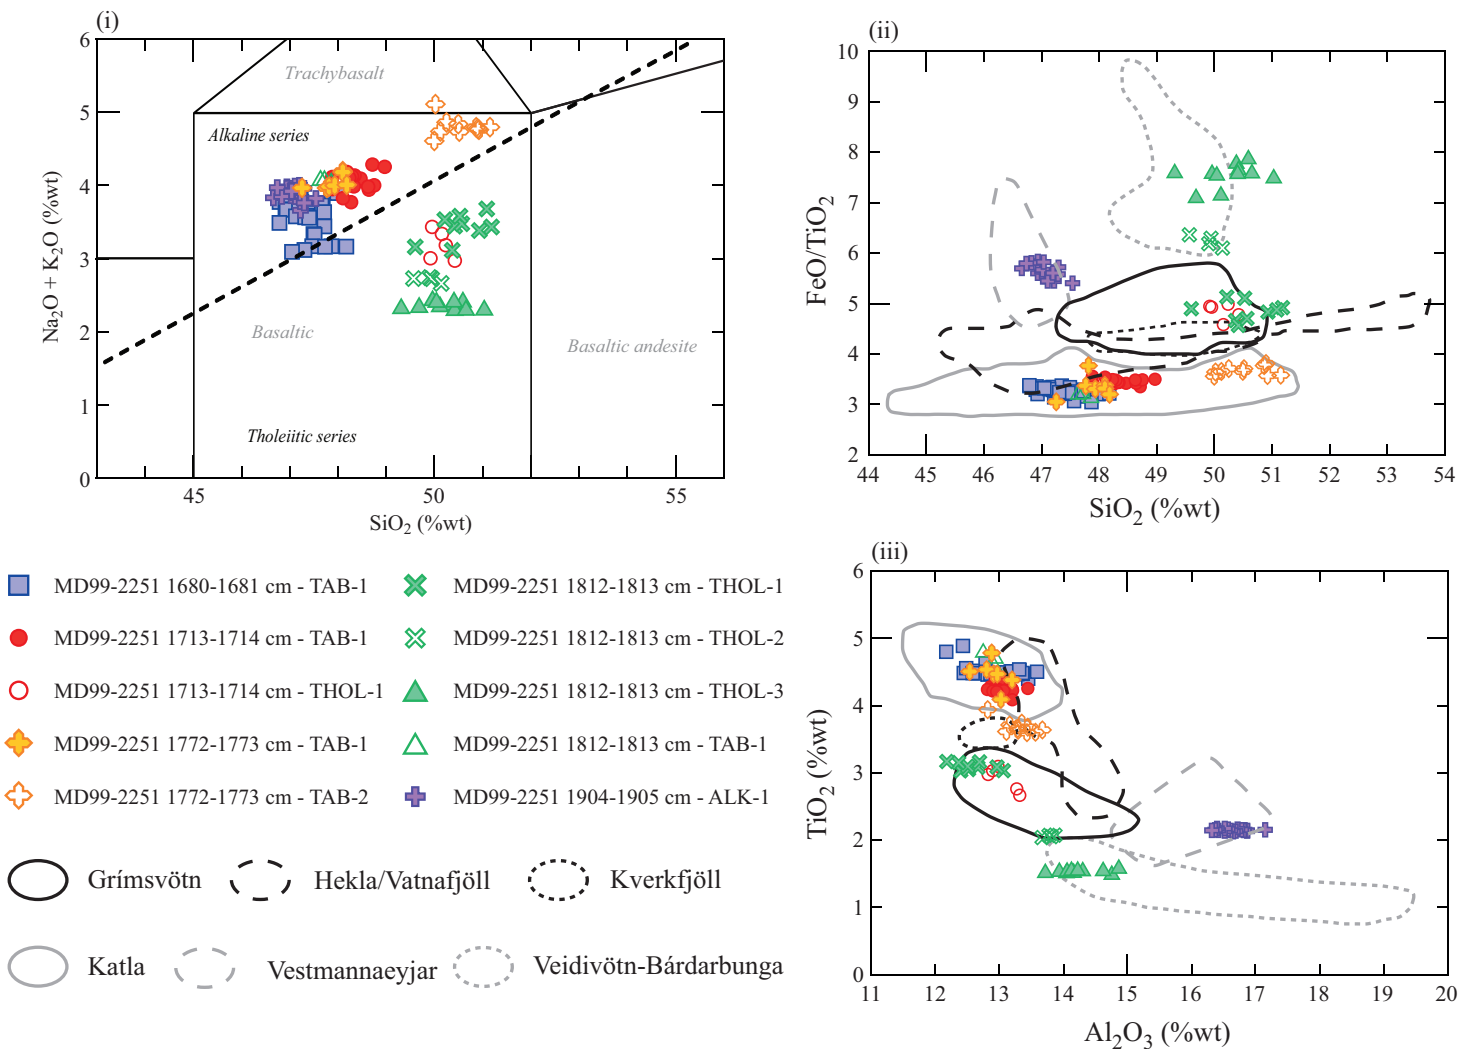 (i)
6
5
4
3
2
1
0
Na2O + K2O (%wt)
Trachybasalt
Alkaline series
Basaltic
Basaltic andesite
Tholeiitic series
45
50
55
SiO2 (%wt)
(ii)
10
9
8
7
6
5
4
3
2
FeO/TiO2
44
45
46
47
48
49
50
51
52
53
54
SiO2 (%wt)
MD99-2251 1680-1681 cm - TAB-1
MD99-2251 1713-1714 cm - TAB-1
MD99-2251 1713-1714 cm - THOL-1
MD99-2251 1772-1773 cm - TAB-1
MD99-2251 1772-1773 cm - TAB-2
MD99-2251 1812-1813 cm - THOL-1
MD99-2251 1812-1813 cm - THOL-2
MD99-2251 1812-1813 cm - THOL-3
MD99-2251 1812-1813 cm - TAB-1
MD99-2251 1904-1905 cm - ALK-1
Grímsvötn
Hekla/Vatnafjöll
Kverkfjöll
Katla
Vestmannaeyjar
Veidivötn-Bárdarbunga
(iii)
6
5
4
3
2
1
0
TiO2 (%wt)
11
12
13
14
15
16
17
18
19
20
Al2O3 (%wt)